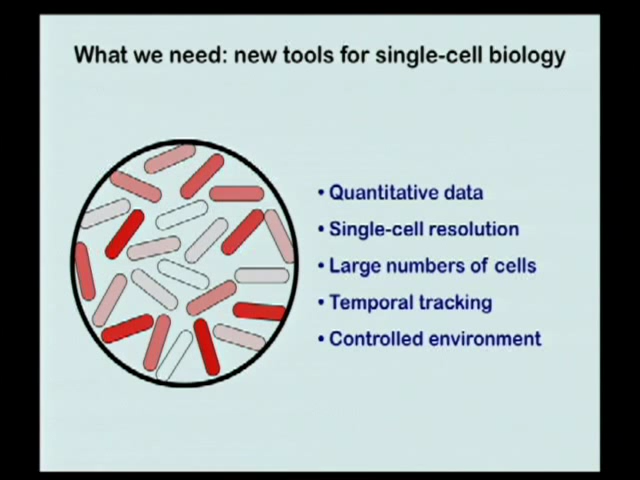 What we need: new tools for single-cell biology
• Quantitative data
• Single-cell resolution
• Large numbers of cells
• Temporal tracking
• Controlled environment